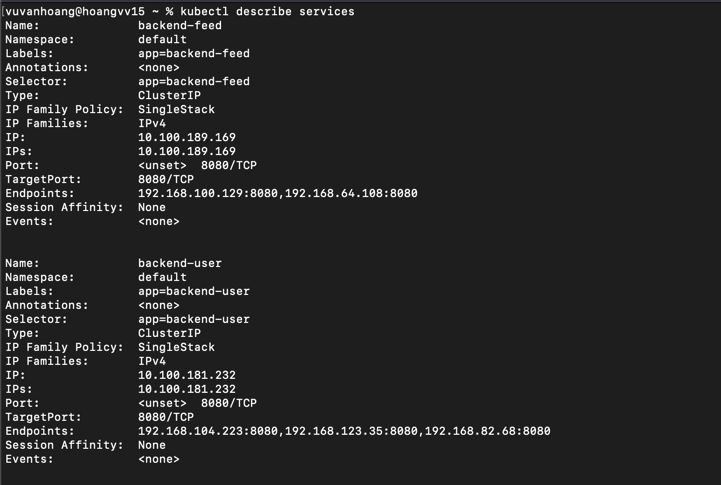 [vuvanhoang@hoangvv15 ~ % kubectl describe services
Name:              backend-feed
Namespace:         default
Labels:            app=backend-feed
Annotations:       <none>
Selector:          app=backend-feed
Type:              ClusterIP
IP Family Policy:  SingleStack
IP Families:       IPv4
IP:                10.100.189.169
IPs:               10.100.189.169
Port:              <unset>  8080/TCP
TargetPort:        8080/TCP
Endpoints:         192.168.100.129:8080,192.168.64.108:8080
Session Affinity:  None
Events:            <none>
Name:              backend-user
Namespace:         default
Labels:            app=backend-user
Annotations:       <none>
Selector:          app=backend-user
Type:              ClusterIP
IP Family Policy:  SingleStack
IP Families:       IPv4
IP:                10.100.181.232
IPs:               10.100.181.232
Port:              <unset>  8080/TCP
TargetPort:        8080/TCP
Endpoints:         192.168.104.223:8080,192.168.123.35:8080,192.168.82.68:8080
Session Affinity:  None
Events:            <none>